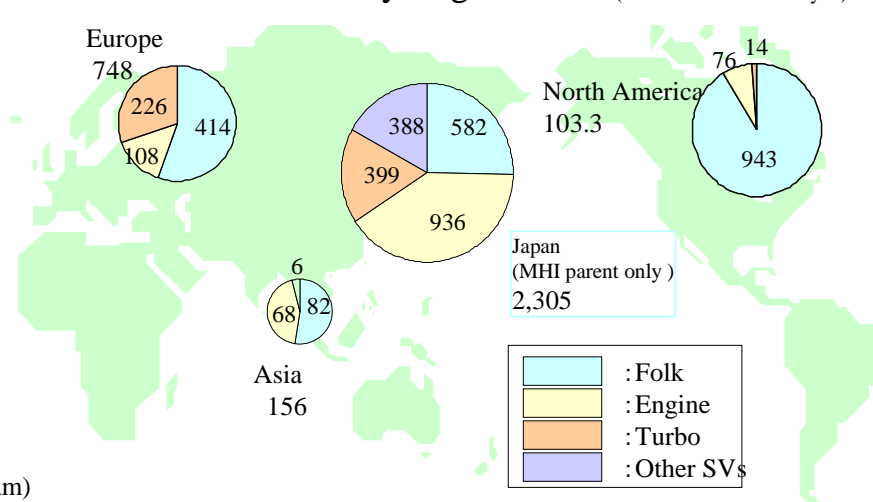 Europe
748
226
414
108
388
582
399
936
North America
103.3
76
14
943
Japan
(MHI parent only )
2,305
6
68
82
Asia
156
:Folk
:Engine
:Turbo
:Other SVs